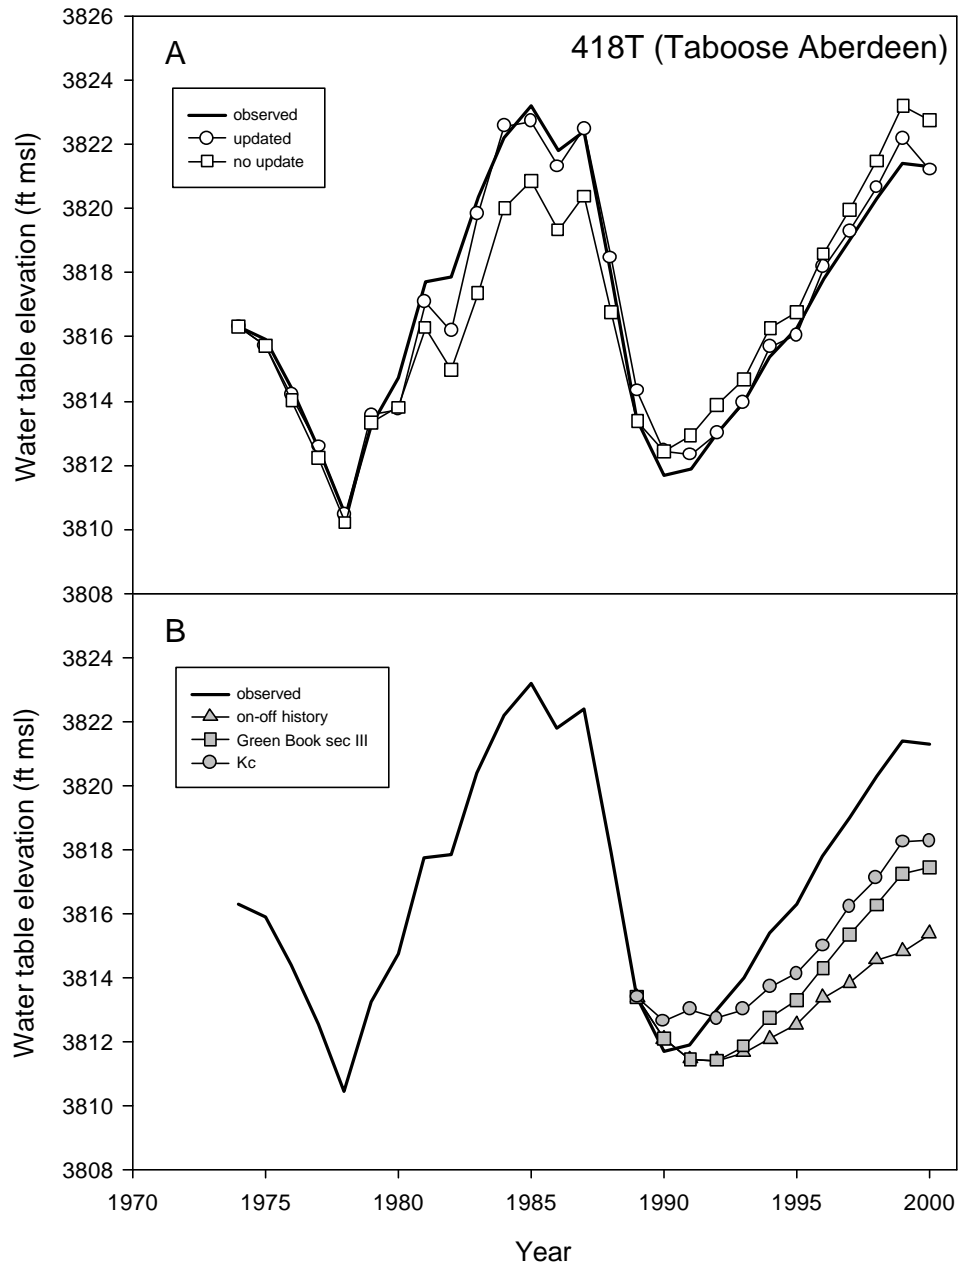 3826
A
418T (Taboose Aberdeen)
3824
observed
updated
no update
3822
3820
3818
3816
3814
3812
3810
3808
Water table elevation (ft msl)
B
3824
observed
on-off history
Green Book sec III
Kc
3822
3820
3818
3816
3814
3812
3810
3808
Water table elevation (ft msl)
1970 1975 1980 1985 1990 1995 2000
Year